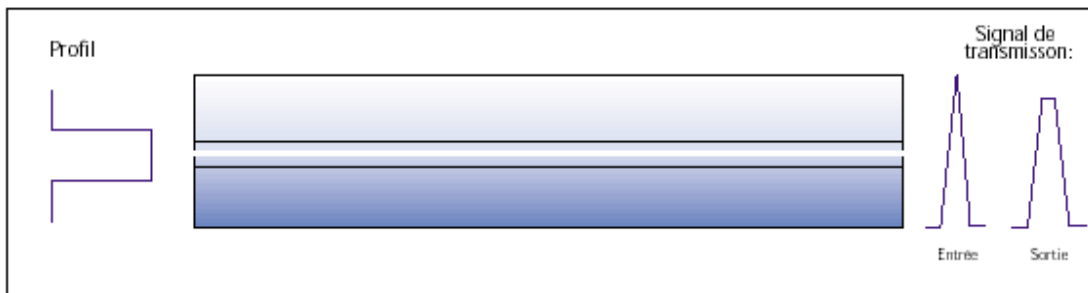 Profil
Signal de
transmisson:
Entrée
Sortie